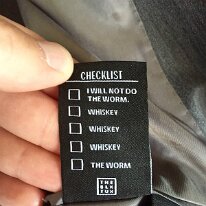 CHECKLIST
I WILL NOT DO
THE WORM.
WHISKEY
WHISKEY
WHISKEY
THE WORM
THE
BLK
TUX